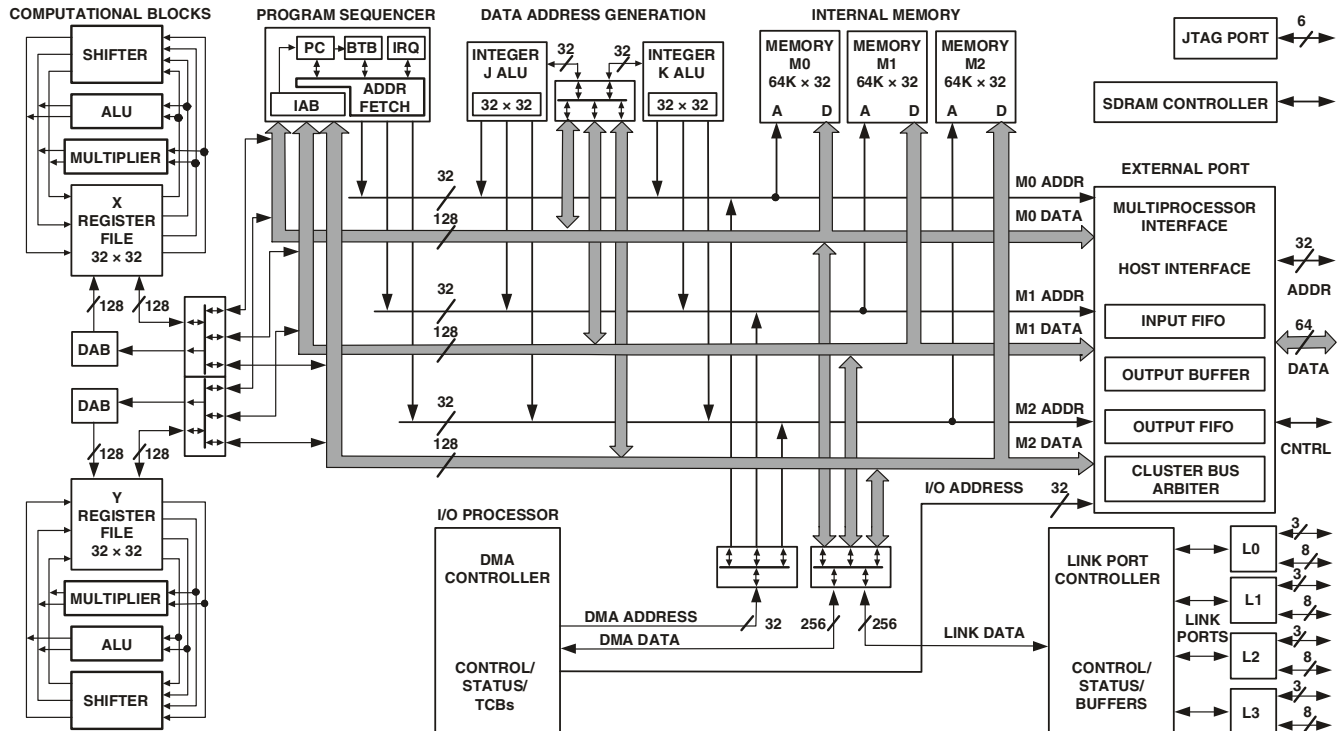 COMPUTATIONAL BLOCKS
SHIFTER
ALU
MULTIPLIER
X
REGISTER
FILE
32 × 32
128
128
DAB
DAB
128
128
Y
REGISTER
FILE
32 × 32
MULTIPLIER
ALU
SHIFTER
PROGRAM SEQUENCER
PC
BTB
IRQ
ADDR
FETCH
IAB
DATA ADDRESS GENERATION
INTEGER
J ALU
32 × 32
32
32
INTEGER
K ALU
32 × 32
INTERNAL MEMORY
MEMORY
M0
64K × 32
A D
MEMORY
M1
64K × 32
A D
MEMORY
M2
64K × 32
A D
JTAG PORT
6
SDRAM CONTROLLER
32
M0 ADDR
128
M0 DATA
32
M1 ADDR
128
M1 DATA
32
M2 ADDR
128
M2 DATA
I/O ADDRESS
32
EXTERNAL PORT
MULTIPROCESSOR
INTERFACE
HOST INTERFACE
INPUT FIFO
OUTPUT BUFFER
OUTPUT FIFO
CLUSTER BUS
ARBITER
32
ADDR
64
DATA
CNTRL
I/O PROCESSOR
DMA
CONTROLLER
CONTROL/
STATUS/
TCBs
DMA ADDRESS
32
DMA DATA
256
256
LINK DATA
LINK PORT
CONTROLLER
CONTROL/
STATUS/
BUFFERS
LINK
PORTS
L0
3
8
L1
3
8
L2
3
8
L3
3
8